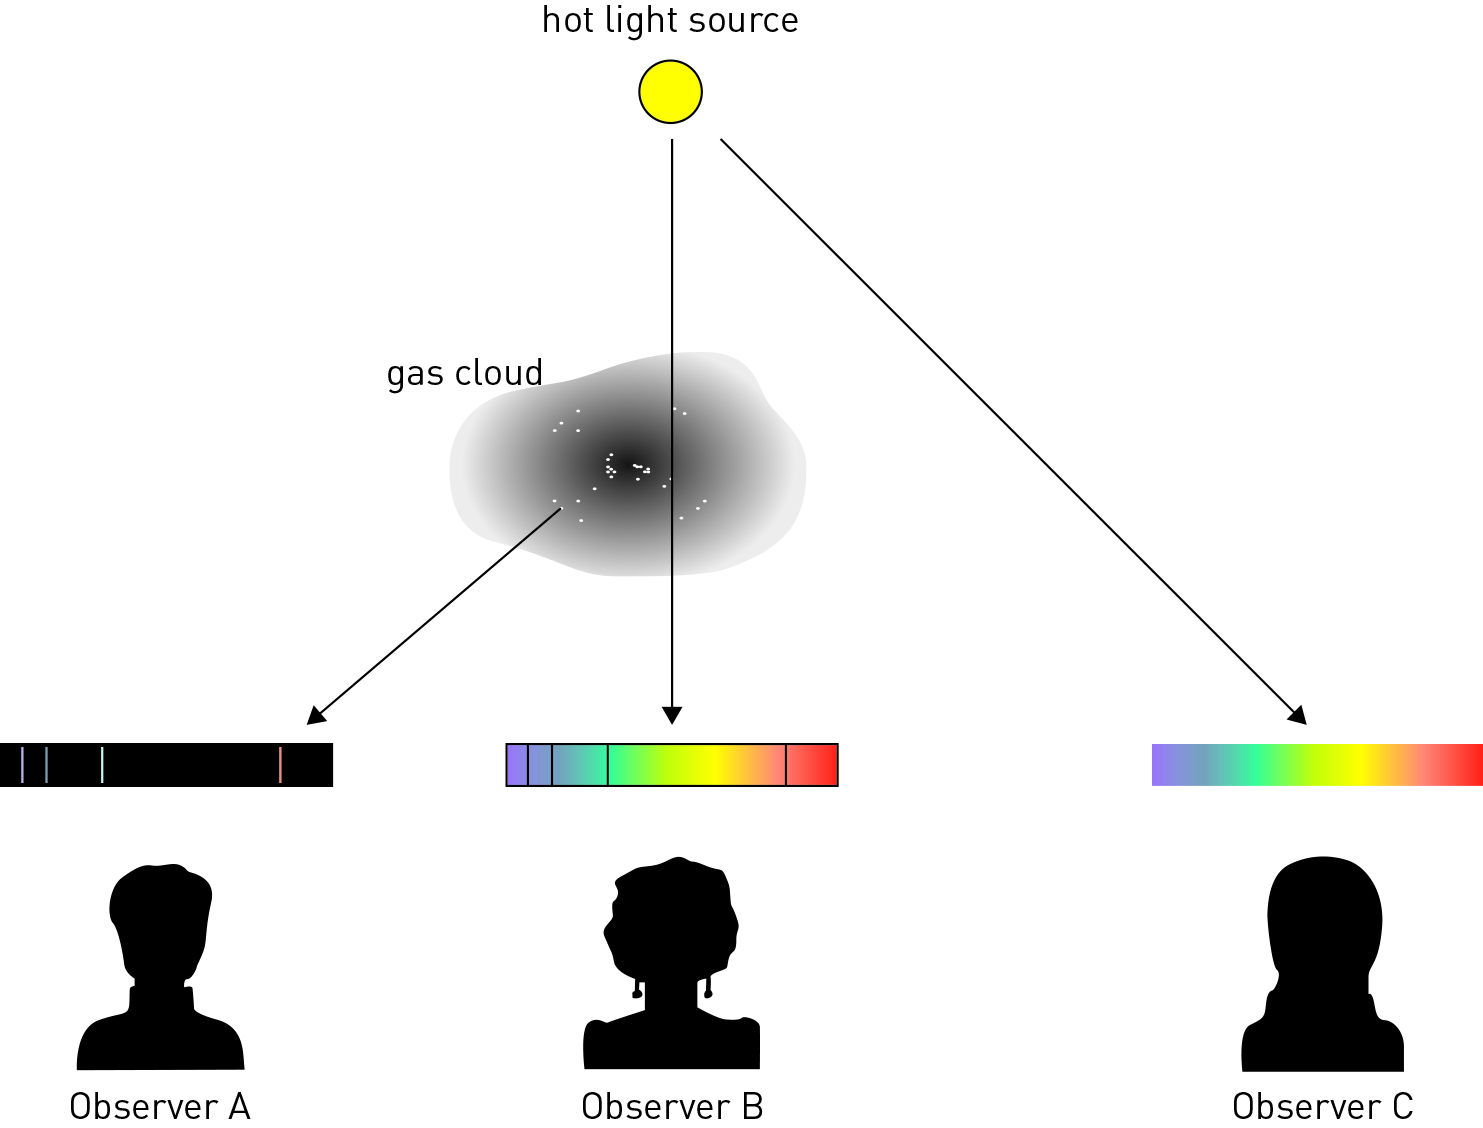 hot light source
gas cloud
Observer A
Observer B
Observer C